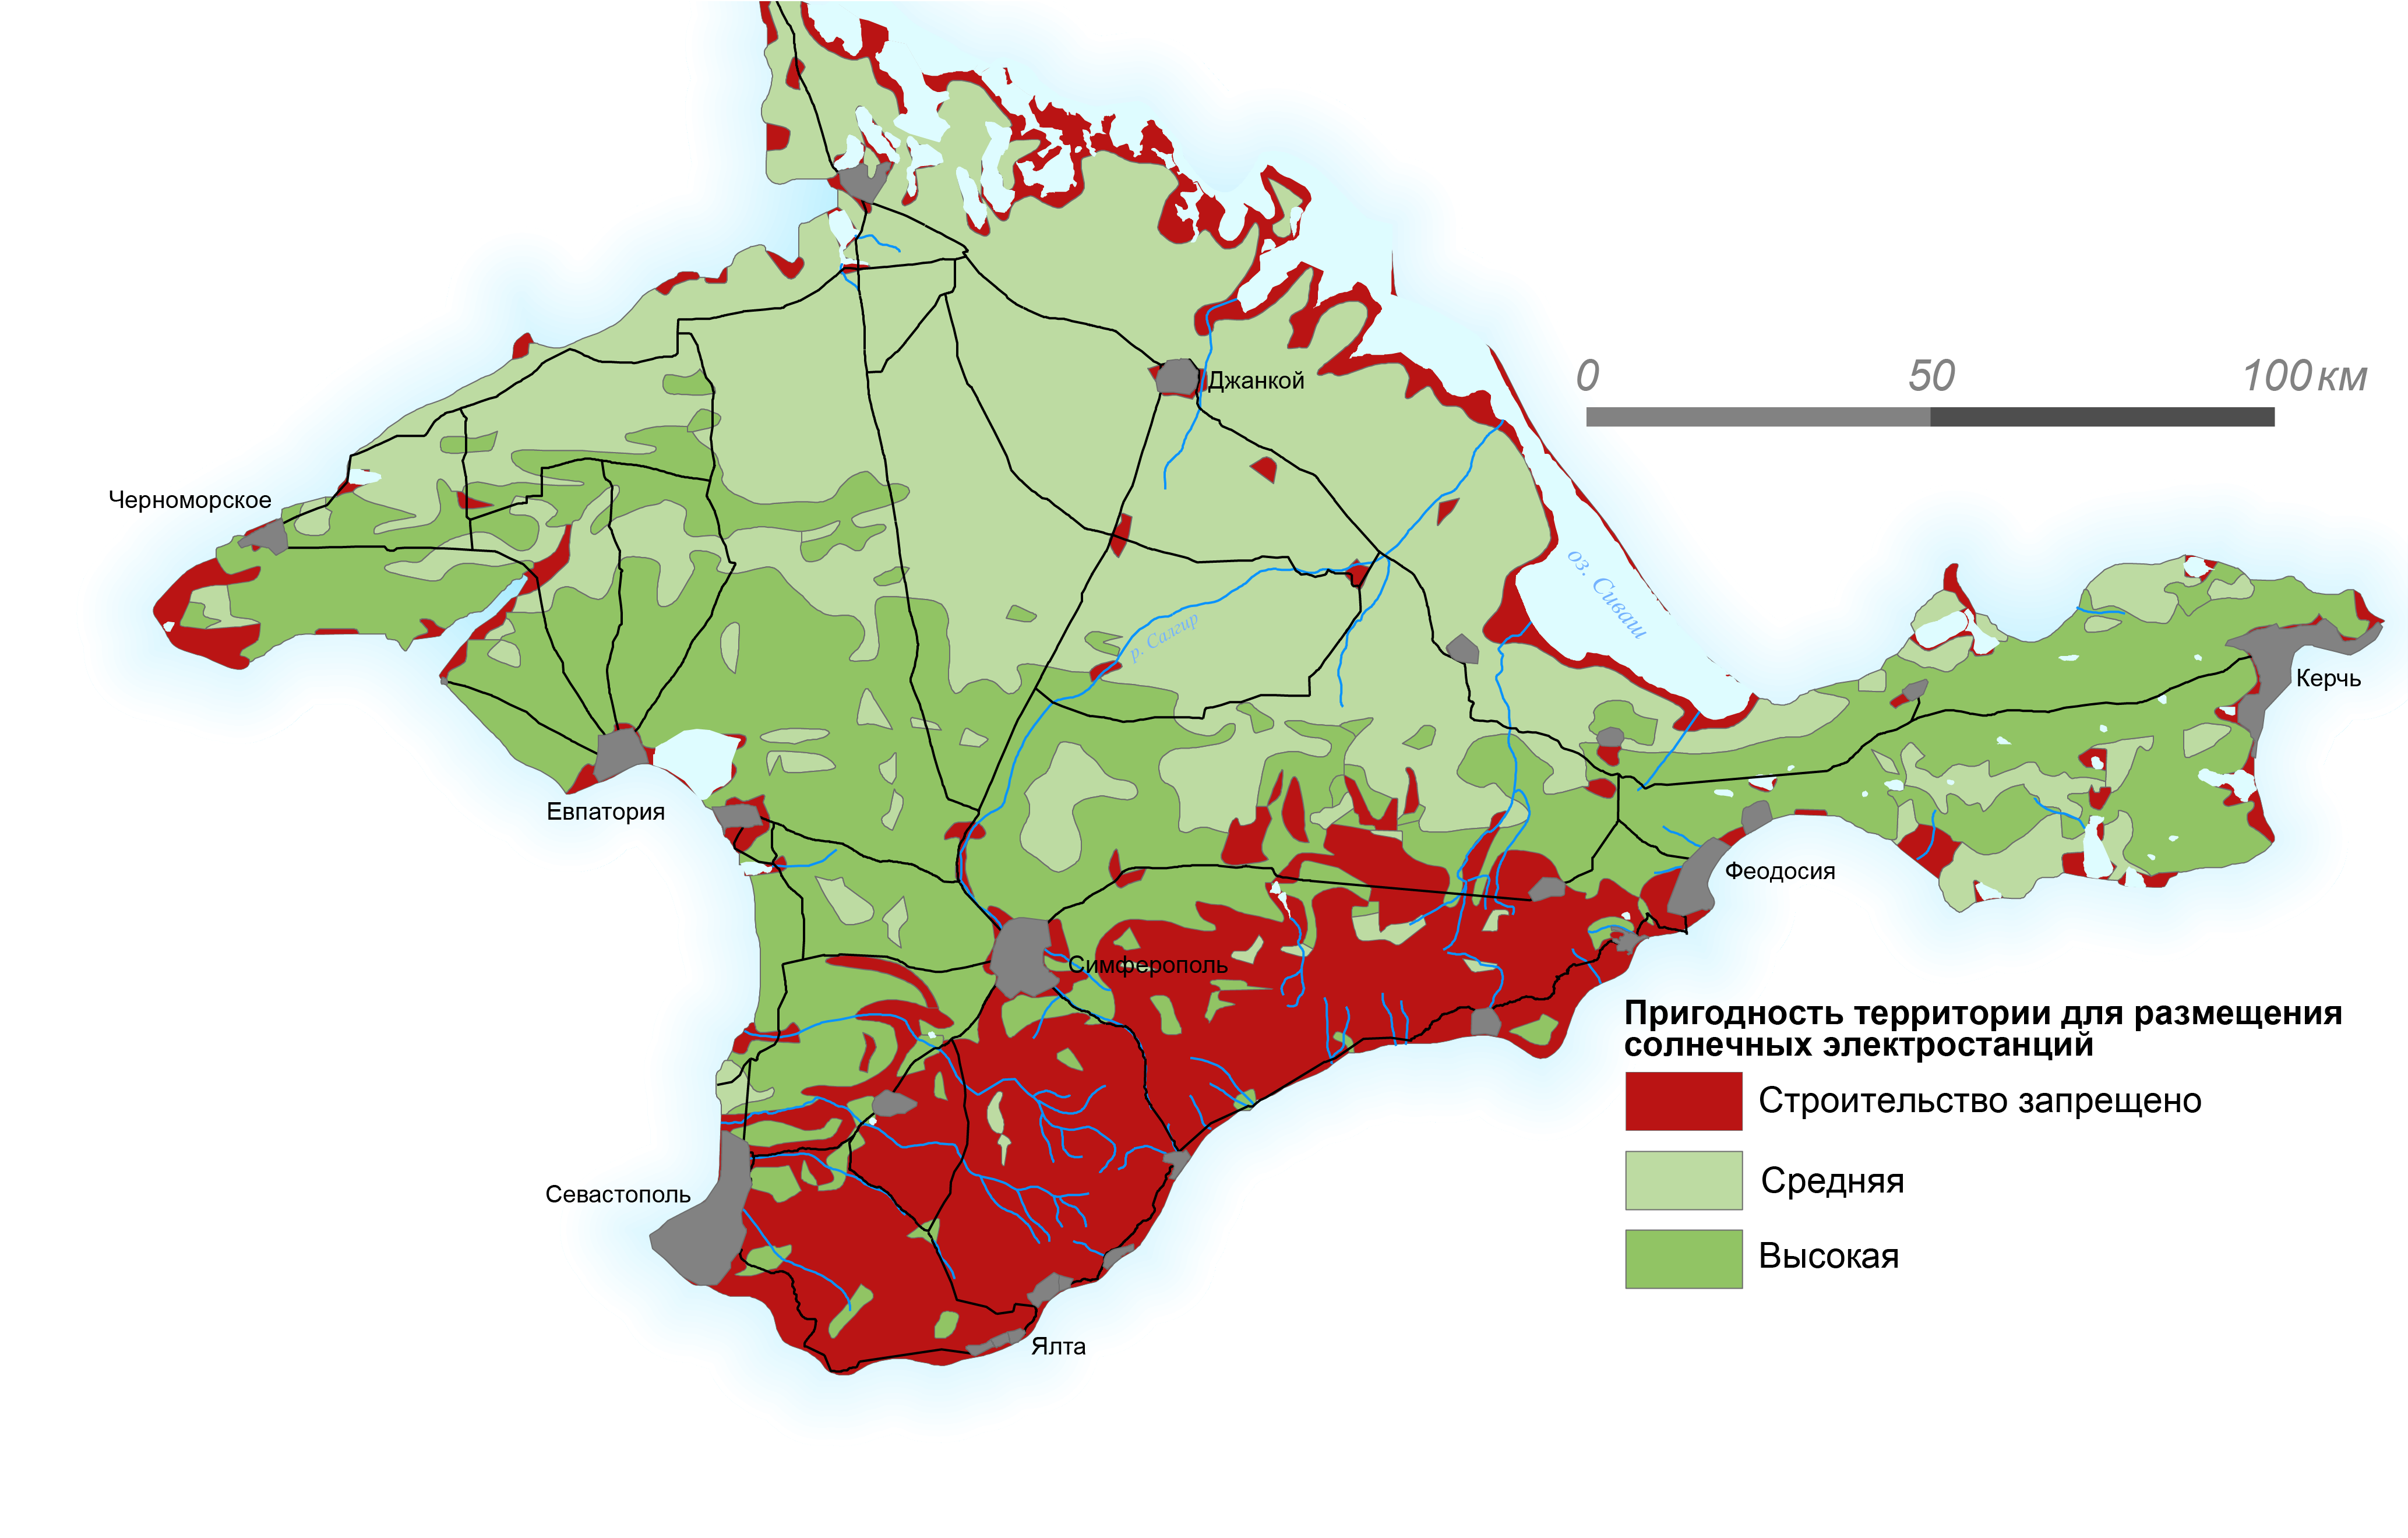 Джанкой
0 50 100 км
Черноморское
оз. Сиваш
р. Салгир
Керчь
Евпатория
Феодосия
Симферополь
Пригодность территории для размещения
солнечных электростанций
Строительство запрещено
Средняя
Севастополь
Высокая
Ялта